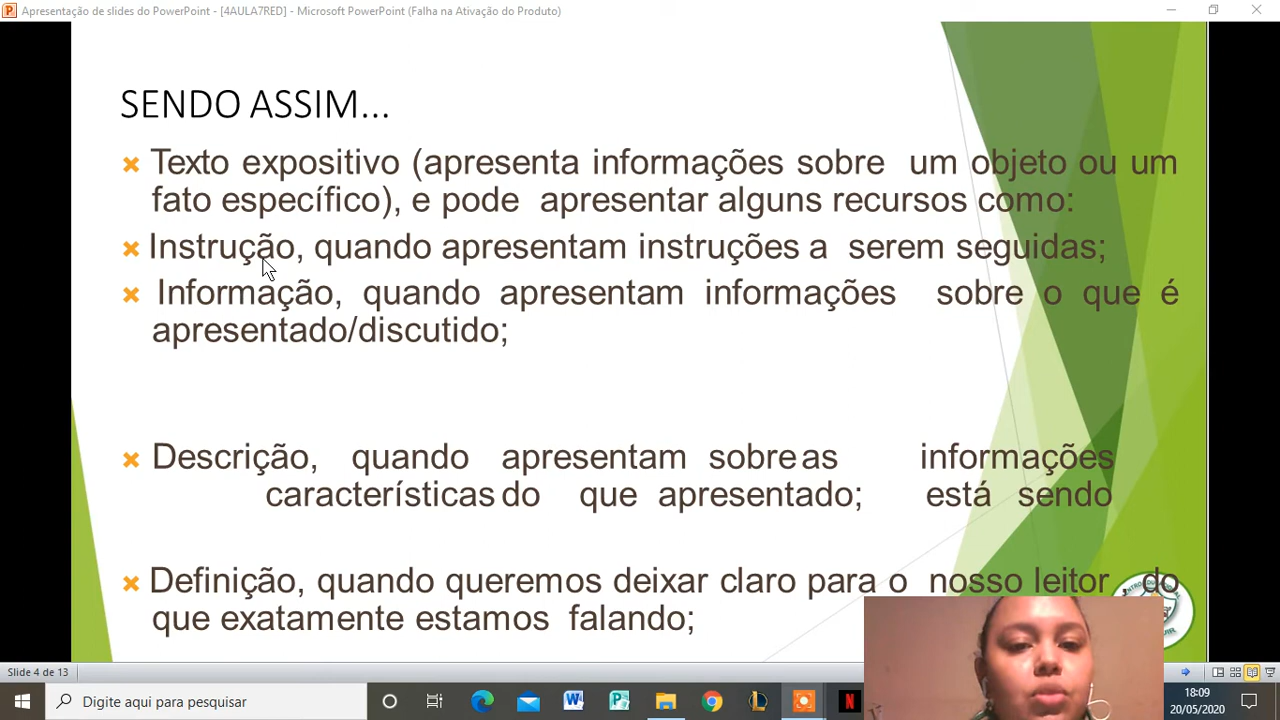 Apresentação de slides do PowerPoint - [4AULA7RED] - Microsoft PowerPoint (Falha na Ativação do Produto)
SENDO ASSIM...
Texto expositivo (apresenta informações sobre um objeto ou um
fato específico), e pode apresentar alguns recursos como:
Instrução, quando apresentam instruções a serem seguidas;
Informação, quando apresentam informações sobre o que é
apresentado/discutido;
Descrição, quando apresentam sobre as informações
características do que apresentado; está sendo
Definição, quando queremos deixar claro para o nosso leitor do
que exatamente estamos falando;
Slide 4 de 13
Digite aqui para pesquisar
18:09
20/05/2020